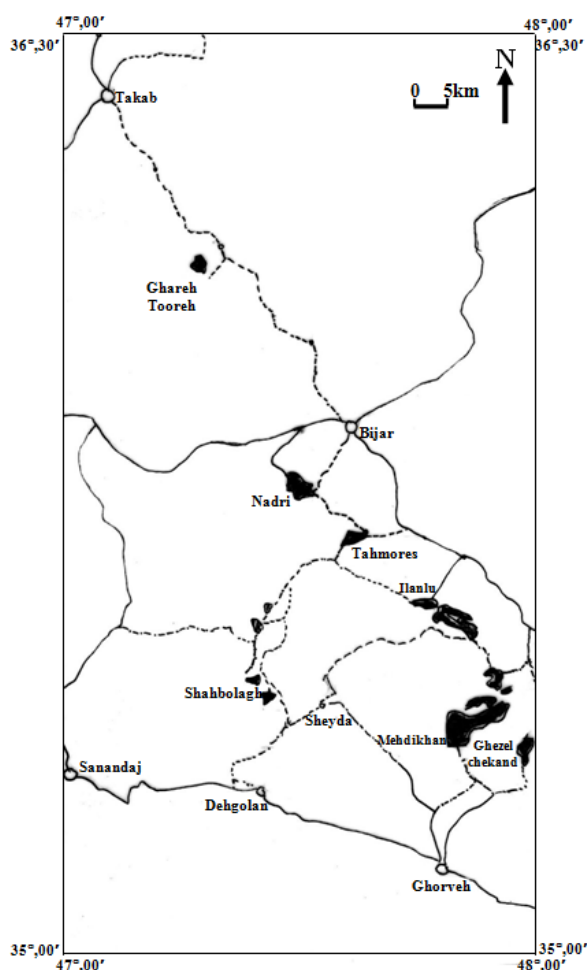 47°,00′
48°,00′
36°,30′
36°,30′
N
0 5km
Takab
Ghareh
Tooreh
Bijar
Nadri
Tahmores
Ilanlu
Shahbolagh
Sheyda
Mehdikhan
Ghezel
chekand
Sanandaj
Dehgolan
Ghorveh
35°,00′
35°,00′
47°,00′
48°,00′